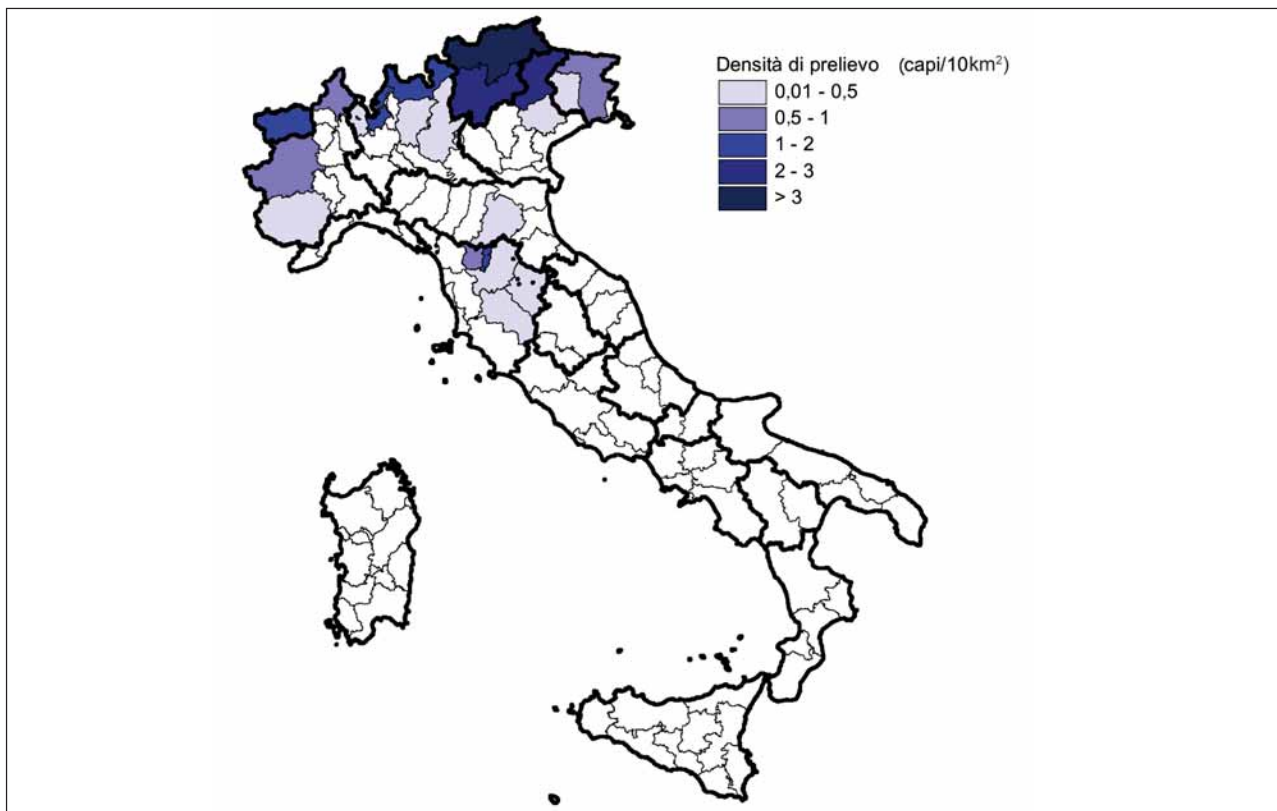 Densità di prelievo (capi/10km²)
0,01 - 0,5
0.5 - 1
1 - 2
2 - 3
> 3